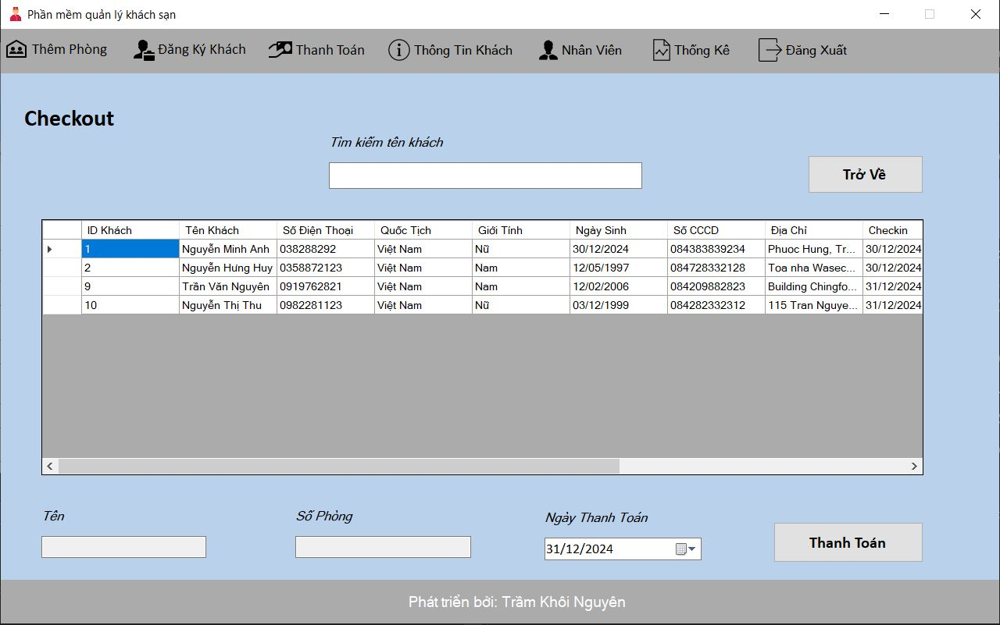 Phần mềm quản lý khách sạn
Thêm Phòng Đăng Ký Khách Thanh Toán Thông Tin Khách Nhân Viên Thống Kê Đăng Xuất
Checkout
Tìm kiếm tên khách
Trở Về
ID Khách Tên Khách Số Điện Thoại Quốc Tịch Giới Tính Ngày Sinh Số CCCD Địa Chỉ Checkin
1 Nguyễn Minh Anh 038288292 Việt Nam Nữ 30/12/2024 084383839234 Phuoc Hung, Tr... 30/12/2024
2 Nguyễn Hưng Huy 0358872123 Việt Nam Nam 12/05/1997 084728332128 Toa nha Wasec... 30/12/2024
9 Trần Văn Nguyên 0919762821 Việt Nam Nam 12/02/2006 084209882823 Building Chingfo... 31/12/2024
10 Nguyễn Thị Thu 0982281123 Việt Nam Nữ 03/12/1999 084282332312 115 Tran Nguye... 31/12/2024
Tên Số Phòng Ngày Thanh Toán
31/12/2024
Thanh Toán
Phát triển bởi: Trầm Khôi Nguyên